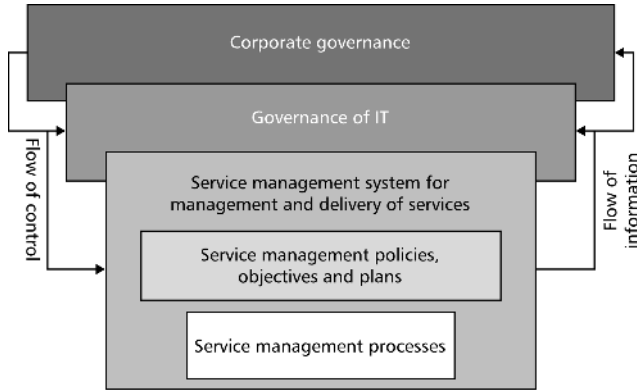 Corporate governance
Governance of IT
Flow of control
Flow of
information
Service management system for
management and delivery of services
Service management policies,
objectives and plans
Service management processes